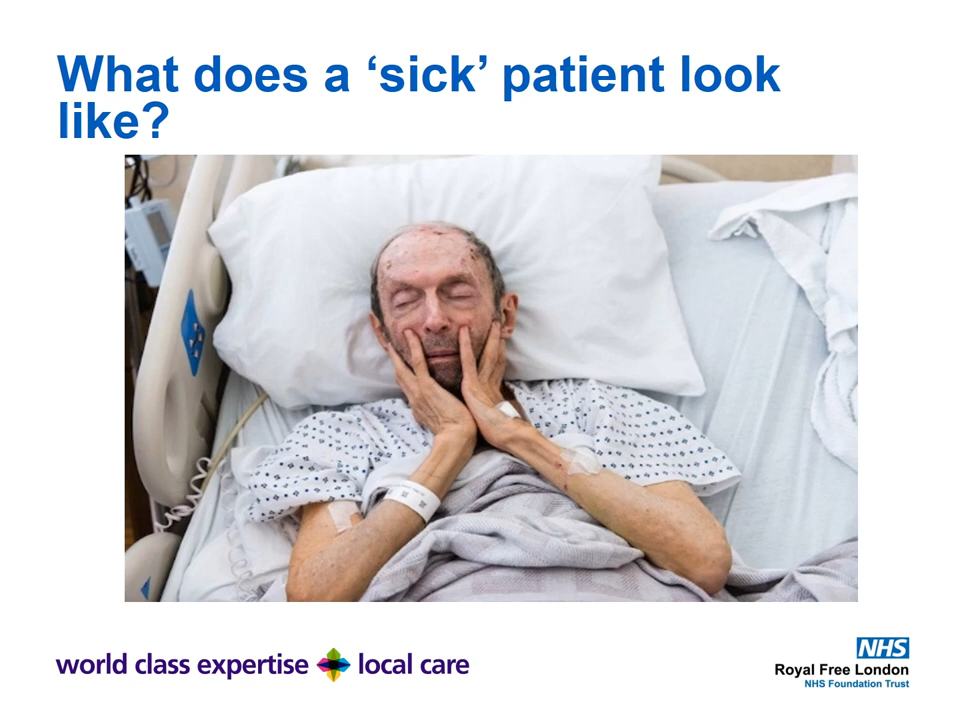 What does a ‘sick’ patient look
like?
world class expertise local care
NHS
Royal Free London
NHS Foundation Trust